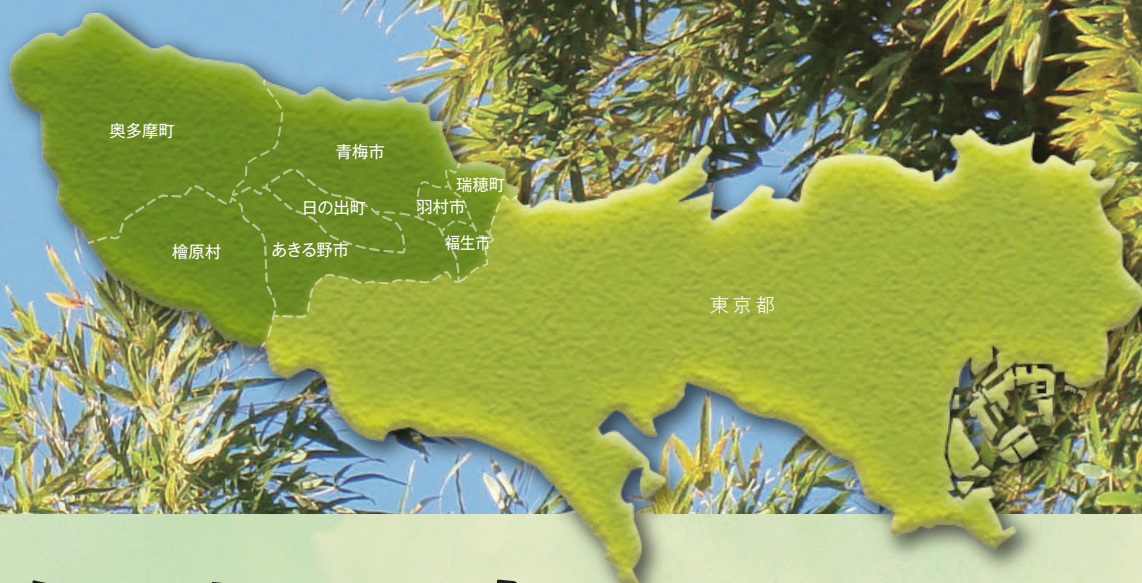 奥多摩町
青梅市
瑞穂町
日の出町
羽村市
福生市
檜原村
あきる野市
東京都